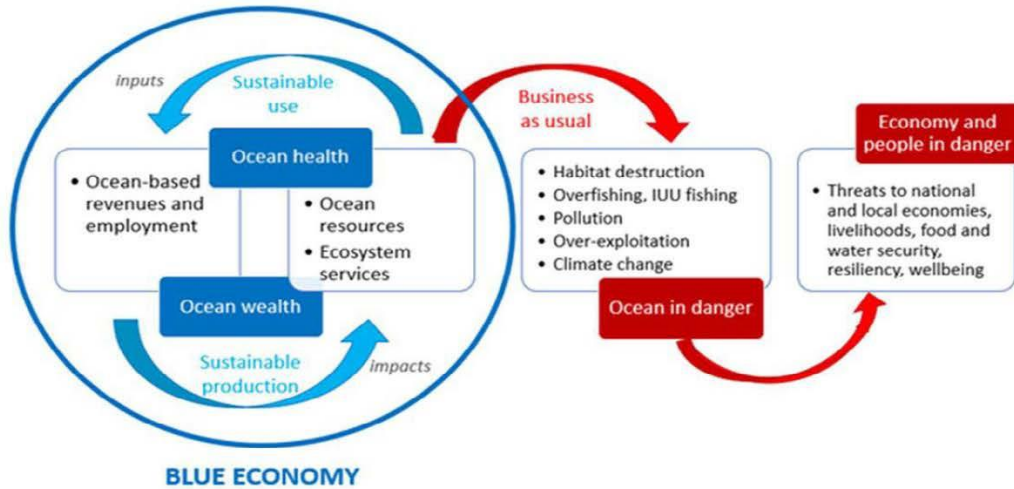 inputs
Sustainable
use
Ocean health
• Ocean-based
revenues and
employment
• Ocean
resources
• Ecosystem
services
Ocean wealth
Sustainable
production
impacts
BLUE ECONOMY
Business
as usual
• Habitat destruction
• Overfishing, IUU fishing
• Pollution
• Over-exploitation
• Climate change
Ocean in danger
Economy and
people in danger
• Threats to national
and local economies,
livelihoods, food and
water security,
resiliency, wellbeing